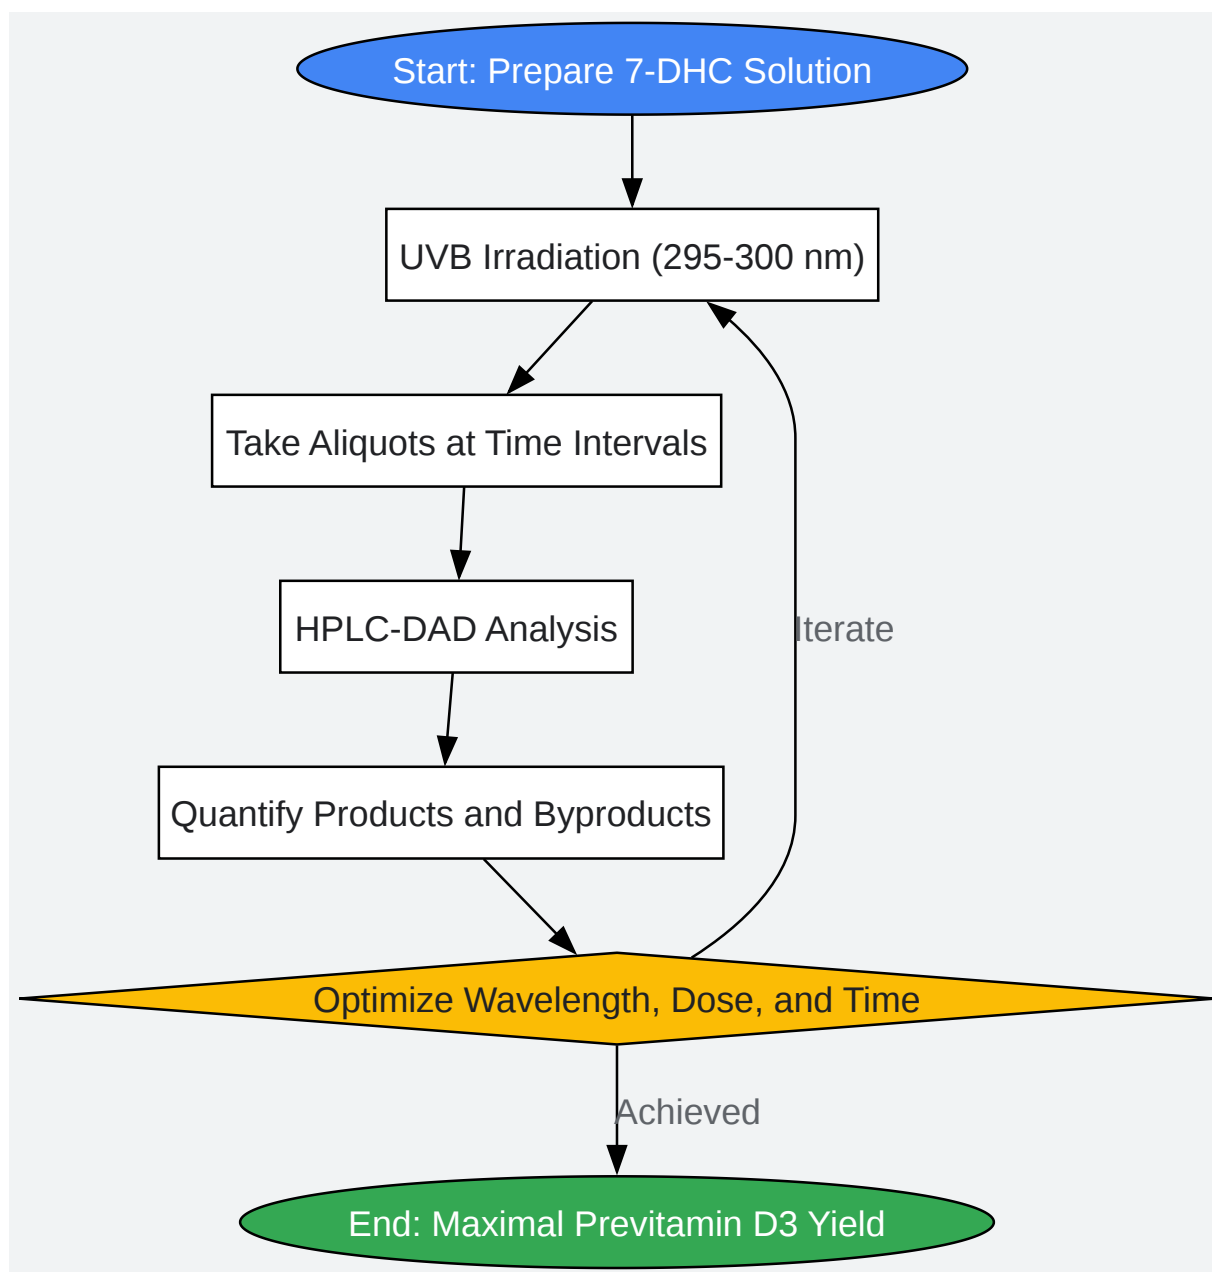 Start: Prepare 7-DHC Solution
UVB Irradiation (295-300 nm)
Take Aliquots at Time Intervals
HPLC-DAD Analysis
Iterate
Quantify Products and Byproducts
Optimize Wavelength, Dose, and Time
Achieved
End: Maximal Previtamin D3 Yield